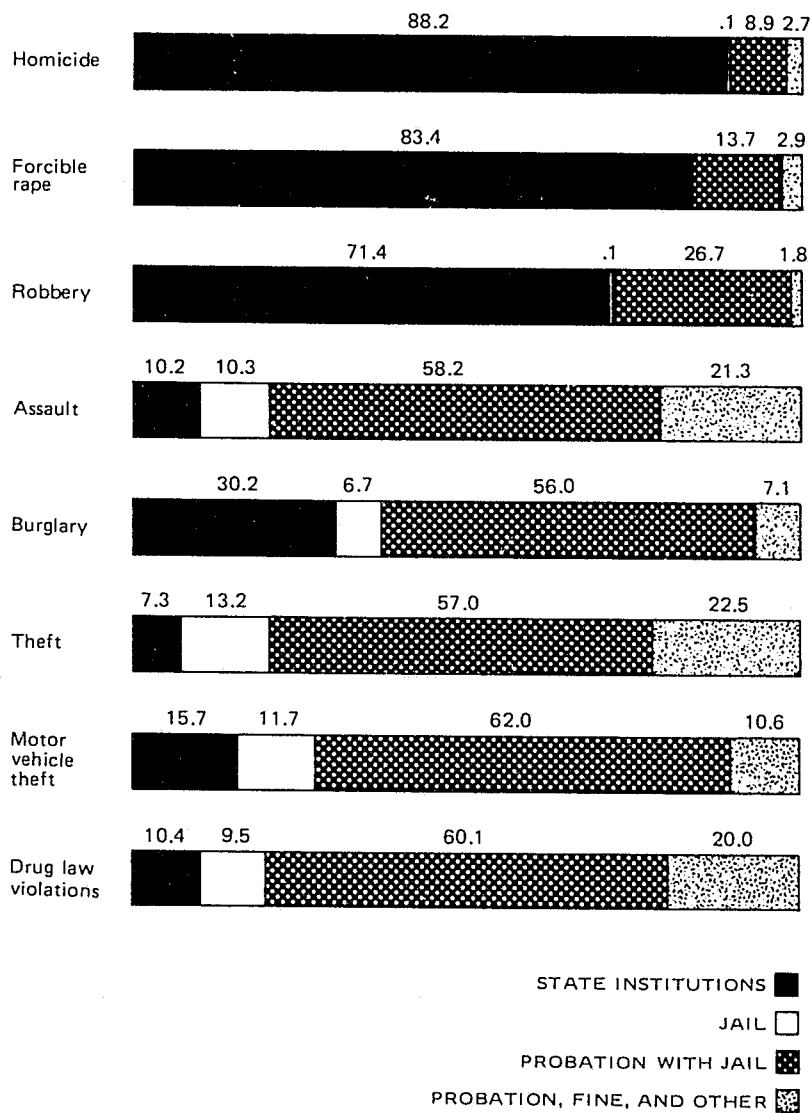 88.2 .1 8.9 2.7
Homicide
83.4 13.7 2.9
Forcible
rape
71.4 .1 26.7 1.8
Robbery
10.2 10.3 58.2 21.3
Assault
30.2 6.7 56.0 7.1
Burglary
7.3 13.2 57.0 22.5
Theft
15.7 11.7 62.0 10.6
Motor
vehicle
theft
10.4 9.5 60.1 20.0
Drug law
violations
STATE INSTITUTIONS
JAIL
PROBATION WITH JAIL
PROBATION, FINE, AND OTHER